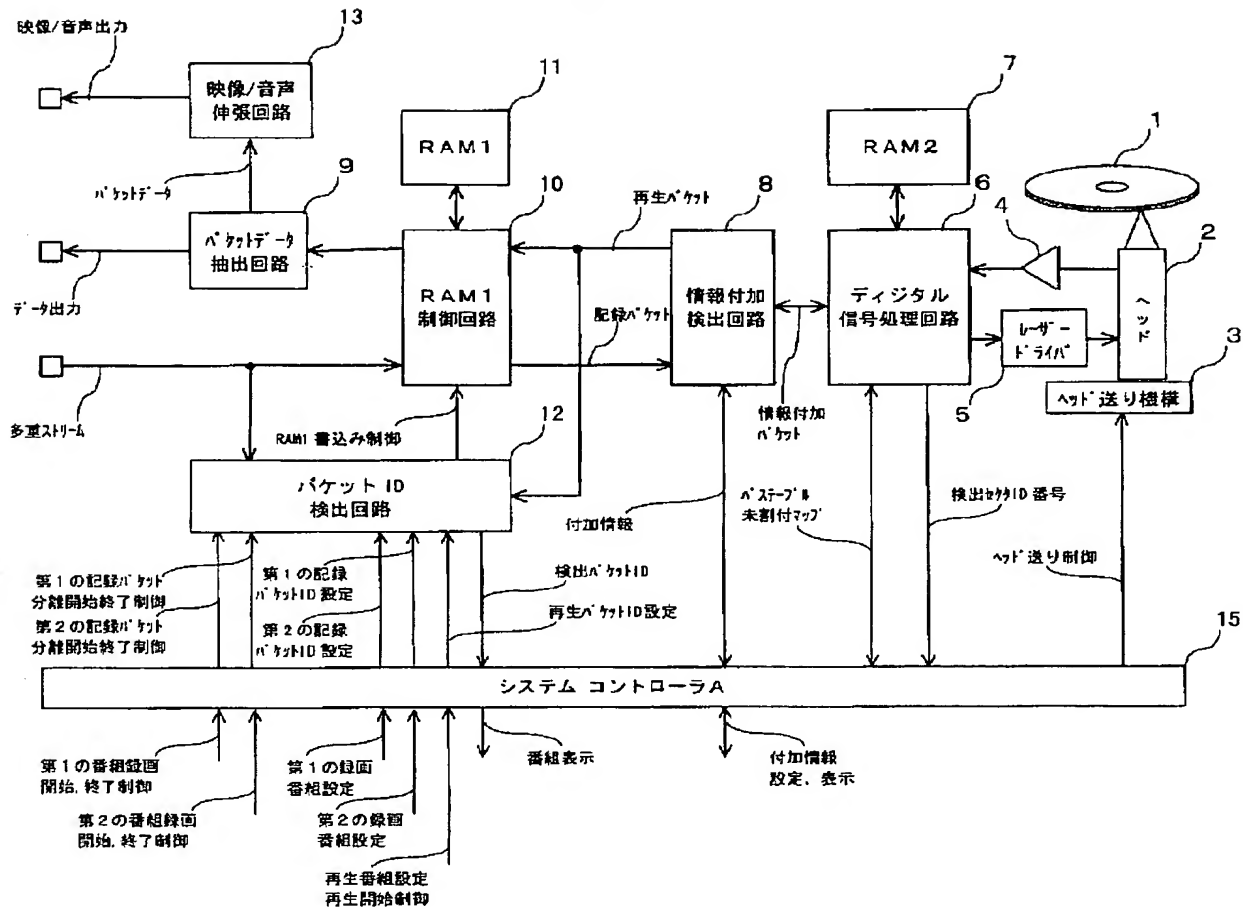 映像/音声出力
13
映像/音声
伸張回路
11
RAM1
7
RAM2
1
パケットデータ
9
10
再生パケット
8
6
4
2
パケットデータ
抽出回路
RAM1
制御回路
情報付加
検出回路
ディジタル
信号処理回路
ヘッド
データ出力
記録パケット
レーザー
ドライバ
3
5
ヘッド送り機構
多重ストリーム
RAM1書込み制御
12
情報付加
パケット
パケットID
検出回路
付加情報
パステーブル
未割付マップ
検出セクタID番号
ヘッド送り制御
第1の記録パケット
分離開始終了制御
第2の記録パケット
分離開始終了制御
第1の記録
パケットID設定
第2の記録
パケットID設定
検出パケットID
再生パケットID設定
15
システム コントローラA
第1の番組録画
開始,終了制御
第2の番組録画
開始,終了制御
第1の録画
番組設定
第2の録画
番組設定
番組表示
付加情報
設定、表示
再生番組設定
再生開始制御